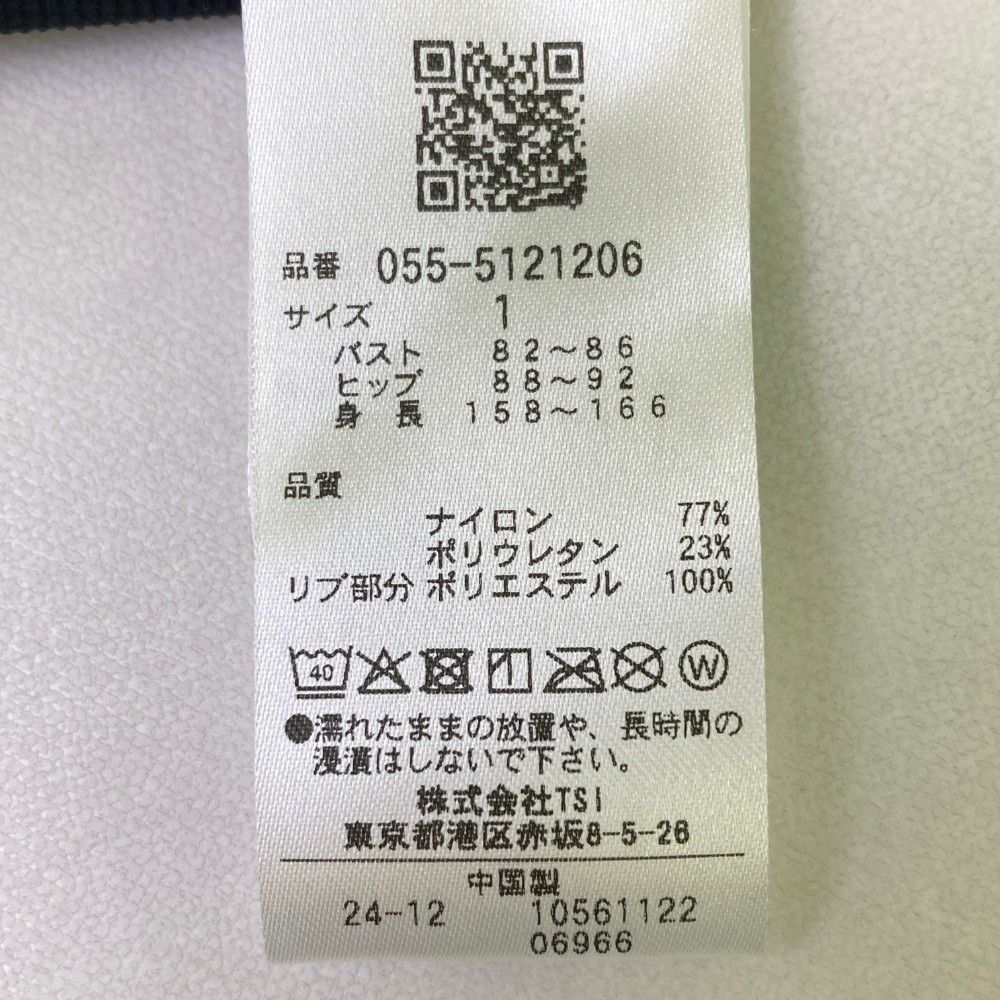 品番 055-5121206
サイズ 1
バスト 82～86
ヒップ 88～92
身長 158～166
品質
ナイロン 77%
ポリウレタン 23%
リブ部分 ポリエステル 100%
40 W
●濡れたままの放置や、長時間の
浸漬はしないで下さい。
株式会社TSI
東京都港区赤坂8-5-26
中国製
24-12 10561122
06966